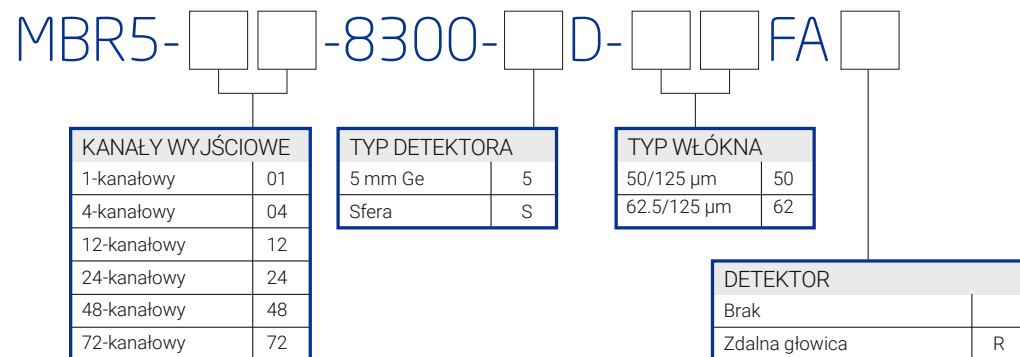 MBR5- -8300- D- FA
KANAŁY WYJŚCIOWE
1-kanałowy 01
4-kanałowy 04
12-kanałowy 12
24-kanałowy 24
48-kanałowy 48
72-kanałowy 72
TYP DETEKTORA
5 mm Ge 5
Sfera S
TYP WŁÓKNA
50/125 µm 50
62.5/125 µm 62
DETEKTOR
Brak
Zdalna głowica R